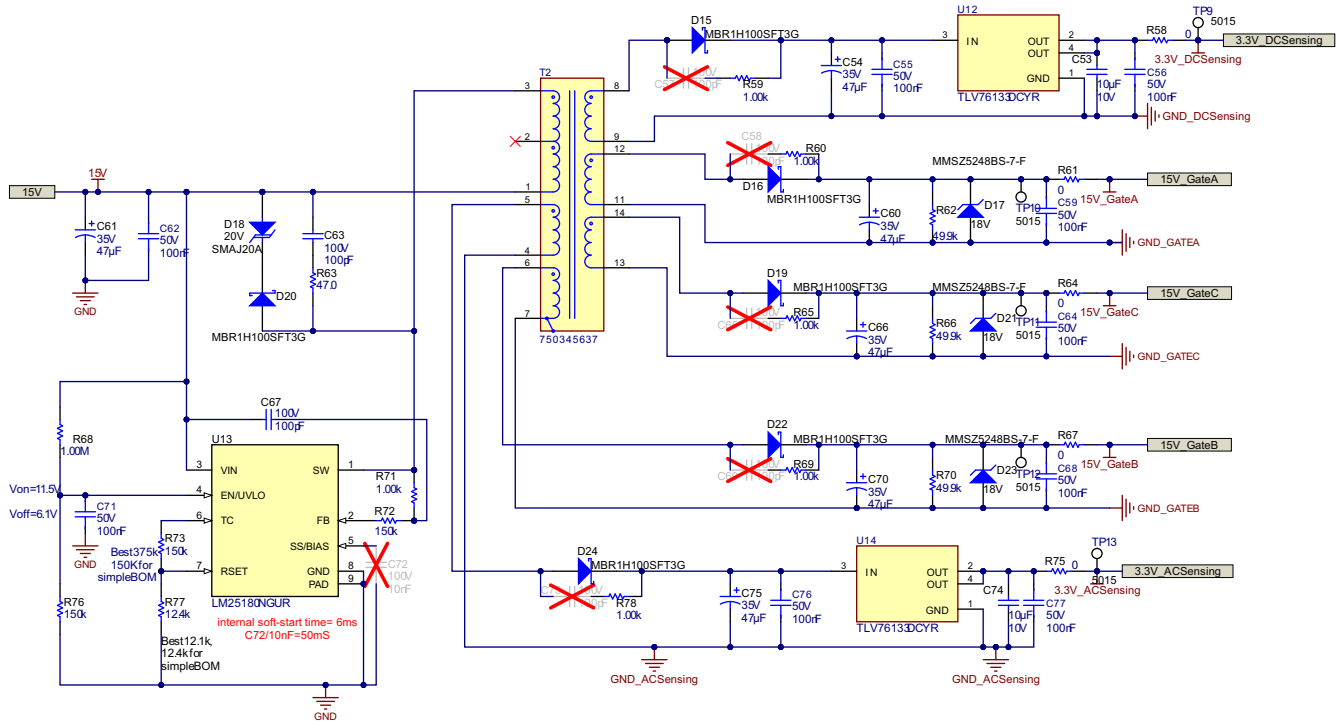 D15
MBR1H100SFT3G
R59
1.00k
C54
35V
47µF
C55
50V
100nF
U12
3
IN
OUT
OUT
GND
2
4
1
TLV76133DCYR
C53
10µF
10V
C56
50V
100nF
R58
0
TP9
5015
3.3V_DCSensing
3.3V_DCSensing
GND_DCSensing
T2
3
2
1
5
4
6
7
8
9
12
11
14
13
750345637
C58
100V
100pF
R60
1.00k
D16
MBR1H100SFT3G
C60
35V
47µF
R62
49.9k
MMSZ5248BS-7-F
D17
18V
TP10
5015
C59
50V
100nF
R61
0
15V_GateA
15V_GateA
GND_GATEA
D19
MBR1H100SFT3G
R65
1.00k
C66
35V
47µF
R66
49.9k
MMSZ5248BS-7-F
D21
18V
TP11
5015
C64
50V
100nF
R64
0
15V_GateC
15V_GateC
GND_GATEC
D22
MBR1H100SFT3G
R69
1.00k
C70
35V
47µF
R70
49.9k
MMSZ5248BS-7-F
D23
18V
TP12
5015
C68
50V
100nF
R67
0
15V_GateB
15V_GateB
GND_GATEB
D24
MBR1H100SFT3G
R78
1.00k
C75
35V
47µF
C76
50V
100nF
U14
3
IN
OUT
OUT
GND
2
4
1
TLV76133DCYR
C74
10µF
10V
C77
50V
100nF
R75
0
TP13
5015
3.3V_ACSensing
3.3V_ACSensing
GND_ACSensing
GND_ACSensing
15V
15V
C61
35V
47µF
C62
50V
100nF
GND
D18
20V
SMAJ20A
D20
MBR1H100SFT3G
C63
100V
100pF
R63
47.0
C67
100V
100pF
R68
1.00M
Von=11.5V
Voff=6.1V
C71
50V
100nF
GND
U13
3
VIN
SW
1
4
EN/UVLO
6
TC
FB
2
SS/BIAS
5
7
RSET
GND
8
PAD
9
LM25180NGUR
R71
1.00k
R72
150k
C72
100V
10nF
R73
150k
Best375k
150K for
simpleBOM
R76
150k
R77
12.4k
Best12.1k,
12.4k for
simpleBOM
internal soft-start time= 6ms
C72/10nF=50mS
GND